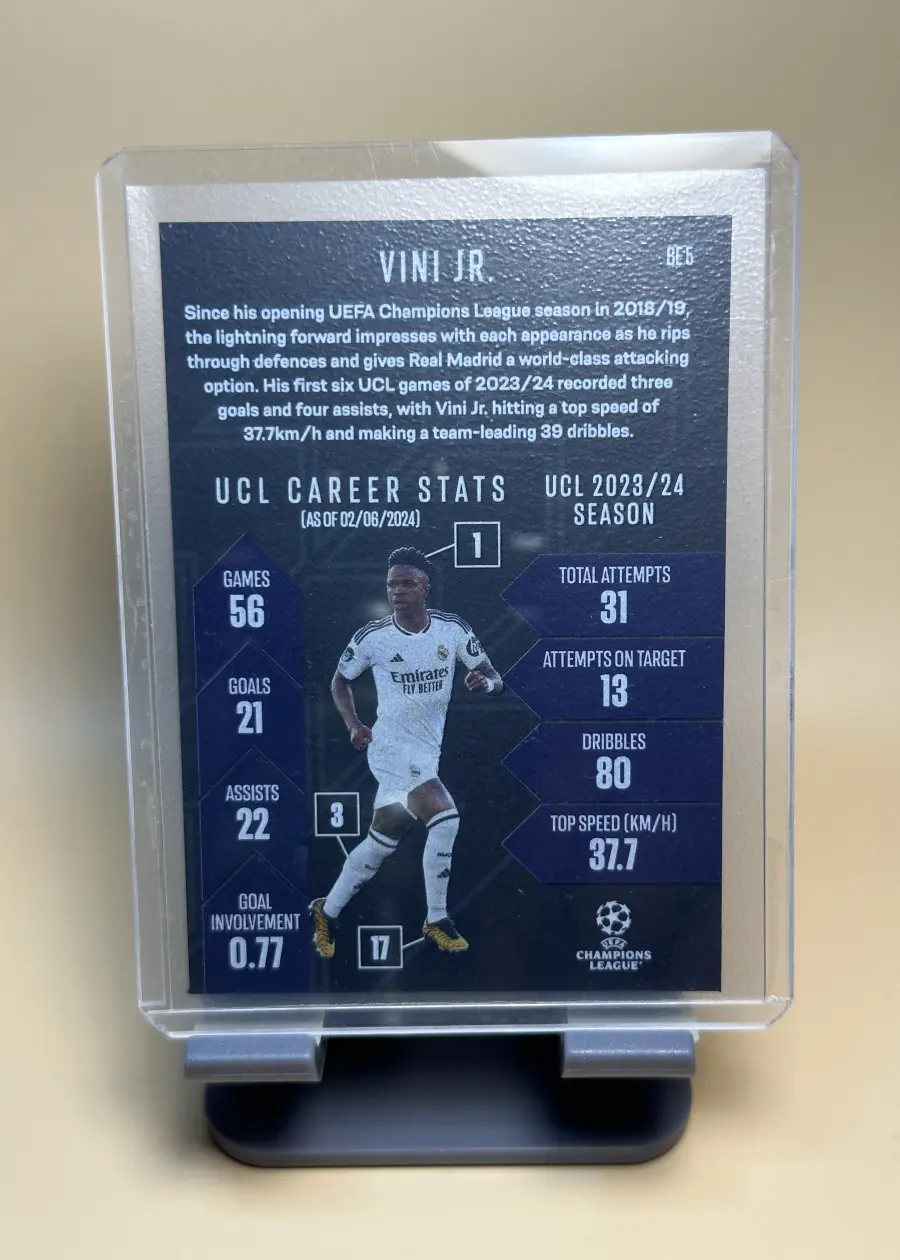 VINI JR.
BE 5
Since his opening UEFA Champions League season in 2018/19,
the lightning forward impresses with each appearance as he rips
through defences and gives Real Madrid a world-class attacking
option. His first six UCL games of 2023/24 recorded three
goals and four assists, with Vini Jr. hitting a top speed of
37.7km/h and making a team-leading 39 dribbles.
UCL CAREER STATS
(AS OF 02/06/2024)
UCL 2023/24
SEASON
GAMES
56
GOALS
21
ASSISTS
22
GOAL
INVOLVEMENT
0.77
1
3
17
Emirates
FLY BETTER
TOTAL ATTEMPTS
31
ATTEMPTS ON TARGET
13
DRIBBLES
80
TOP SPEED (KM/H)
37.7
UEFA
CHAMPIONS
LEAGUE